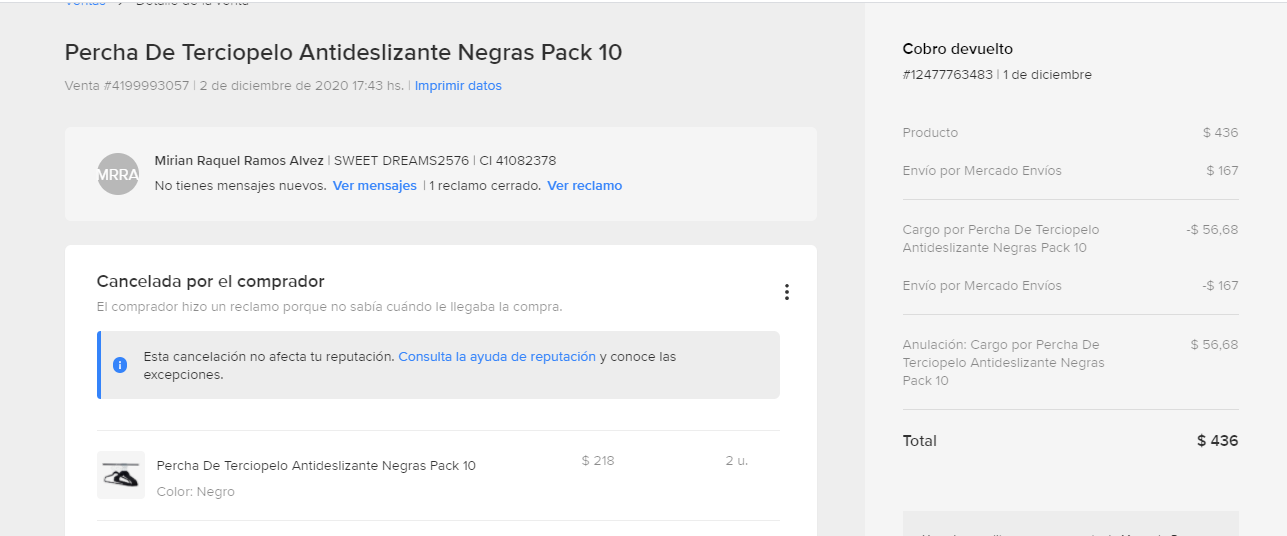 Ventas > Detalle de la venta
Percha De Terciopelo Antideslizante Negras Pack 10
Venta #4199993057 | 2 de diciembre de 2020 17:43 hs. | Imprimir datos
MRRA
Mirian Raquel Ramos Alvez | SWEET DREAMS2576 | CI 41082378
No tienes mensajes nuevos. Ver mensajes | 1 reclamo cerrado. Ver reclamo
Cancelada por el comprador
El comprador hizo un reclamo porque no sabía cuándo le llegaba la compra.
Esta cancelación no afecta tu reputación. Consulta la ayuda de reputación y conoce las
excepciones.
Percha De Terciopelo Antideslizante Negras Pack 10 $ 218 2 u.
Color: Negro
Cobro devuelto
#12477763483 | 1 de diciembre
Producto $ 436
Envío por Mercado Envíos $ 167
Cargo por Percha De Terciopelo -$ 56,68
Antideslizante Negras Pack 10
Envío por Mercado Envíos -$ 167
Anulación: Cargo por Percha De $ 56,68
Terciopelo Antideslizante Negras
Pack 10
Total $ 436